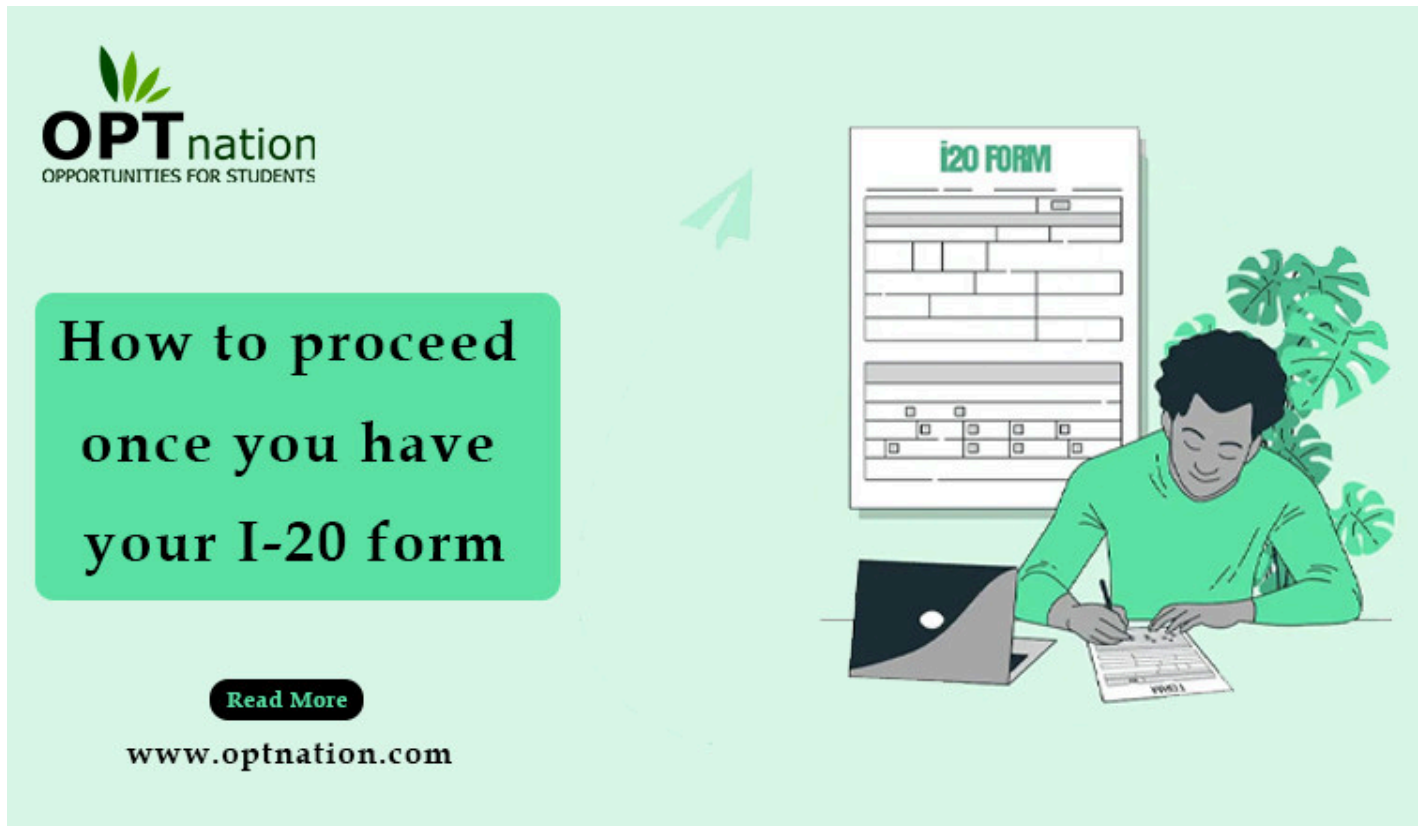 OPTnation
OPPORTUNITIES FOR STUDENTS
How to proceed
once you have
your I-20 form
Read More
www.optnation.com
i20 FORM
FORM